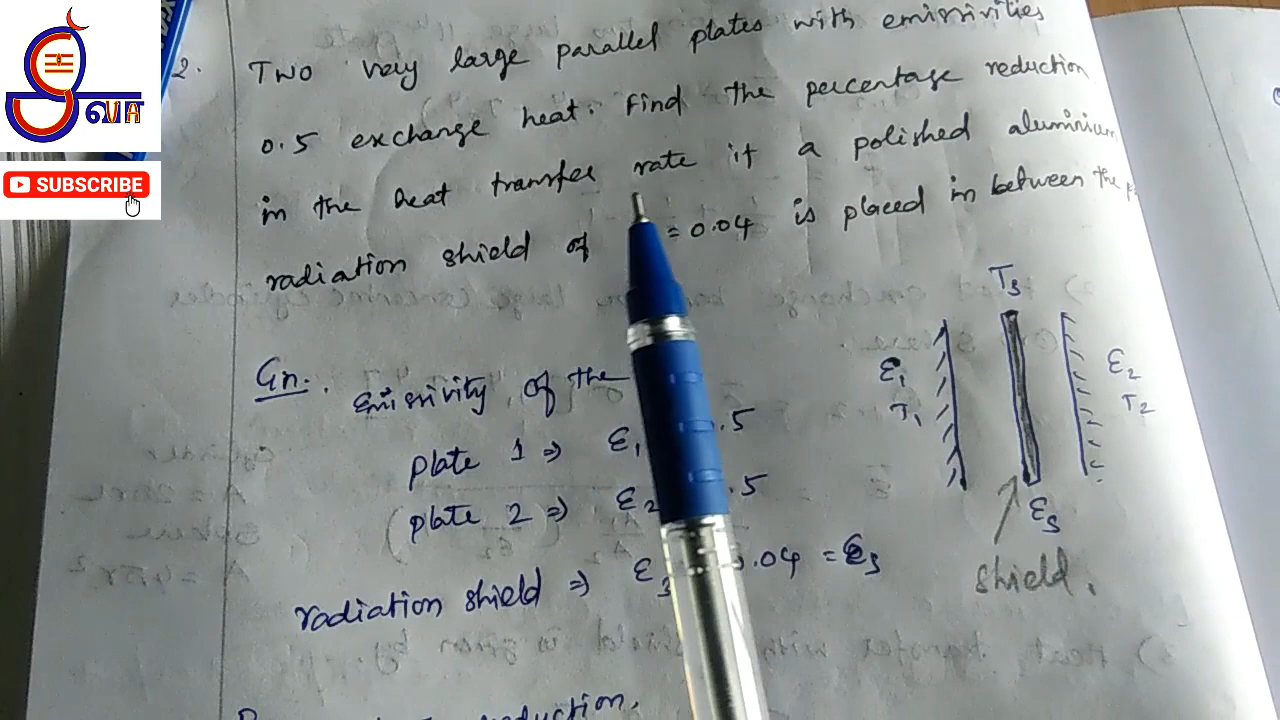 2. Two very large parallel plates with emissivities
0.5 exchange heat. Find the percentage reduction
in the heat transfer rate if a polished aluminium
radiation shield of = 0.04 is placed in between the
Gn. Emissivity of the
plate 1 ⇒ ε1 .5
plate 2 ⇒ ε2 .5
radiation shield ⇒ ε3 .04 = εs
T3
ε1
T1
ε2
T2
εs
shield.
SUBSCRIBE